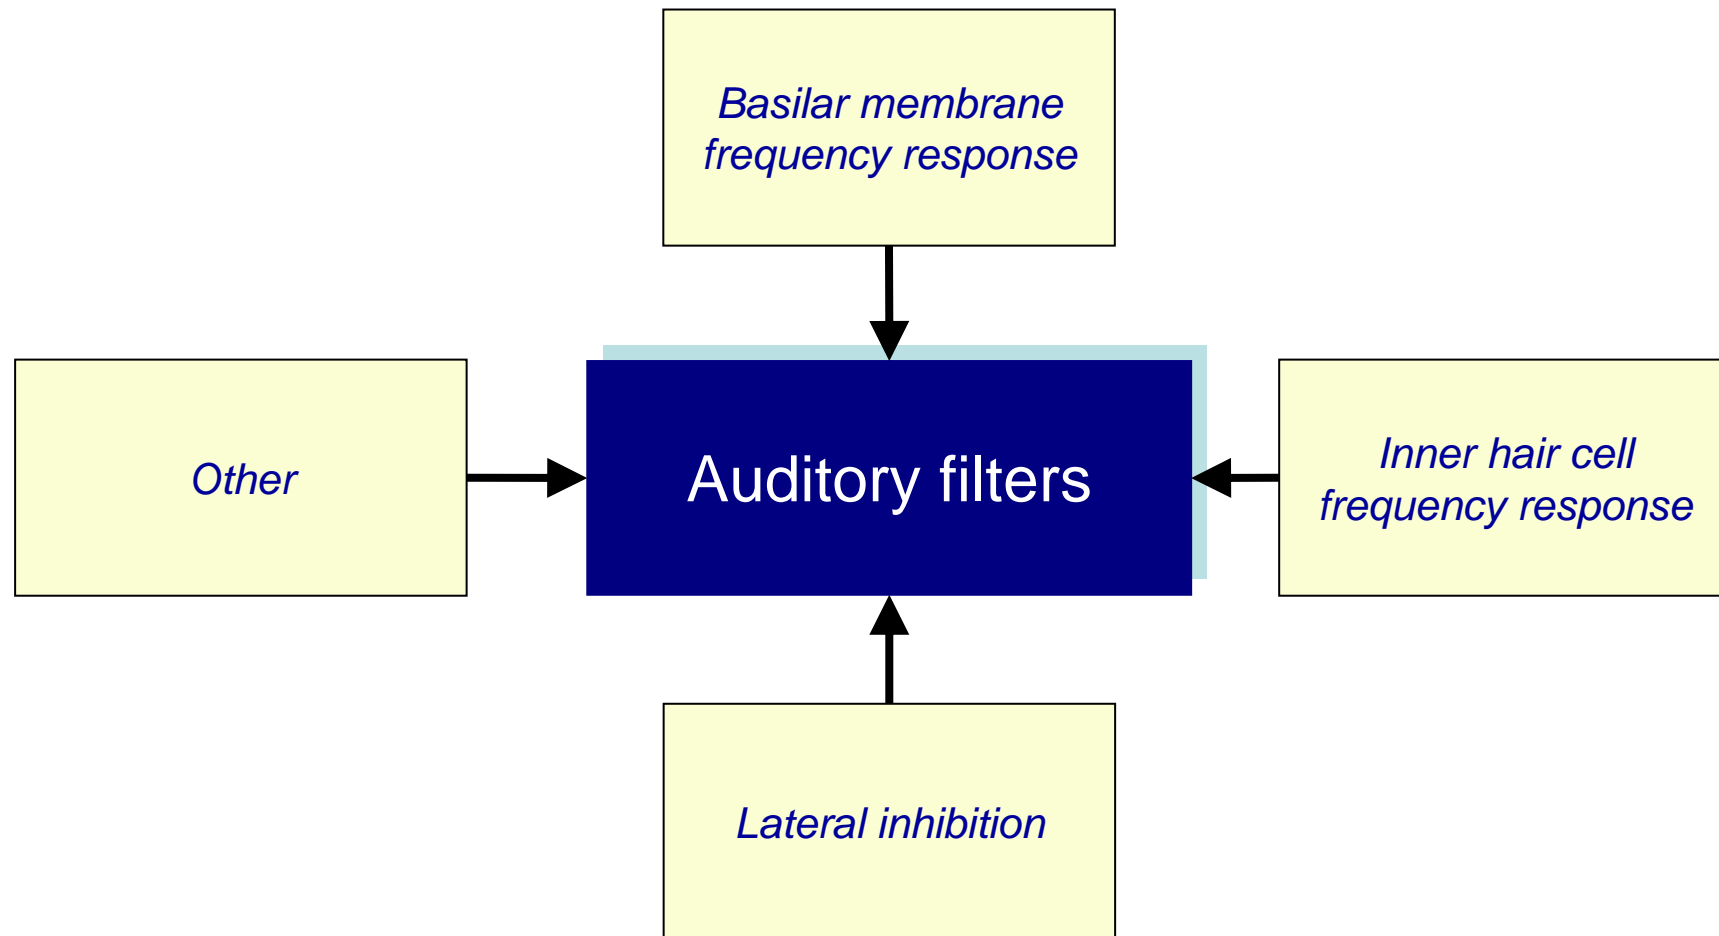 Basilar membrane
frequency response
Other
Auditory filters
Inner hair cell
frequency response
Lateral inhibition